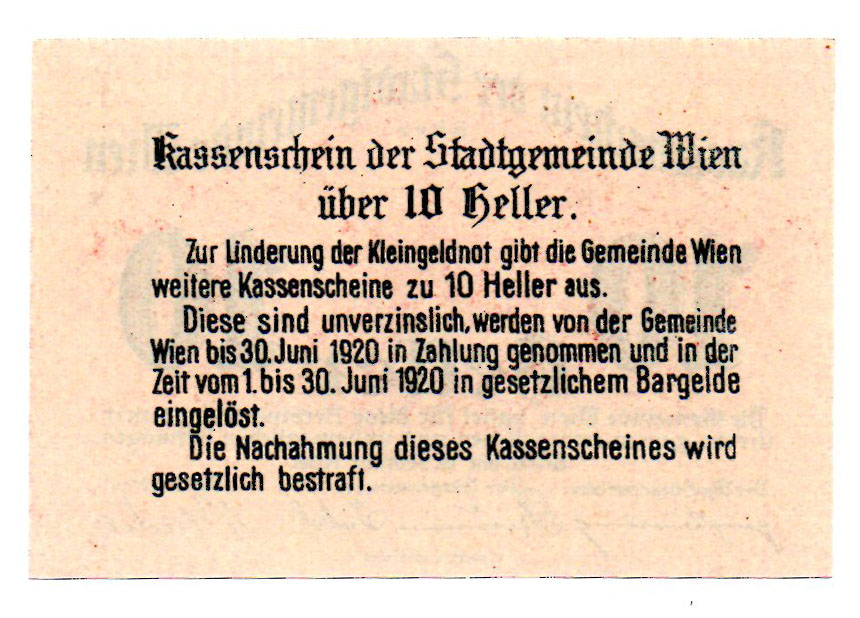 Kassenschein der Stadtgemeinde Wien
über 10 Heller.
Zur Linderung der Kleingeldnot gibt die Gemeinde Wien
weitere Kassenscheine zu 10 Heller aus.
Diese sind unverzinslich, werden von der Gemeinde
Wien bis 30. Juni 1920 in Zahlung genommen und in der
Zeit vom 1. bis 30. Juni 1920 in gesetzlichem Bargelde
eingelöst.
Die Nachahmung dieses Kassenscheines wird
gesetzlich bestraft.